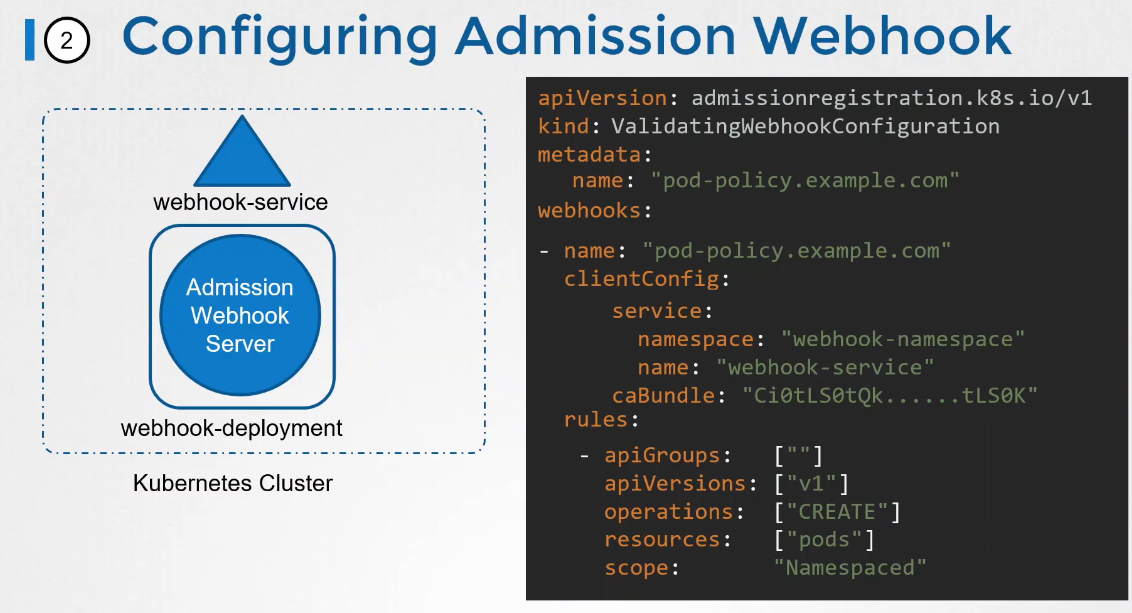 2
Configuring Admission Webhook
webhook-service
Admission
Webhook
Server
webhook-deployment
Kubernetes Cluster
apiVersion: admissionregistration.k8s.io/v1
kind: ValidatingWebhookConfiguration
metadata:
  name: "pod-policy.example.com"
webhooks:
- name: "pod-policy.example.com"
  clientConfig:
    service:
      namespace: "webhook-namespace"
      name: "webhook-service"
    caBundle: "Ci0tLS0tQk......tLS0K"
  rules:
  - apiGroups:   [""]
    apiVersions: ["v1"]
    operations:  ["CREATE"]
    resources:   ["pods"]
    scope:       "Namespaced"